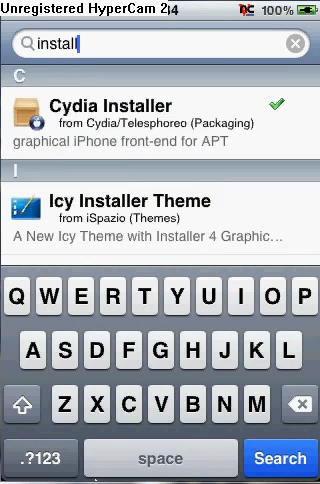 Unregistered HyperCam 2
4 100%
install
C
Cydia Installer
from Cydia/Telesphoreo (Packaging)
graphical iPhone front-end for APT
I
Icy Installer Theme
from iSpazio (Themes)
A New Icy Theme with Installer 4 Graphic...
Q W E R T Y U I O P
A S D F G H J K L
Z X C V B N M
.?123 space Search